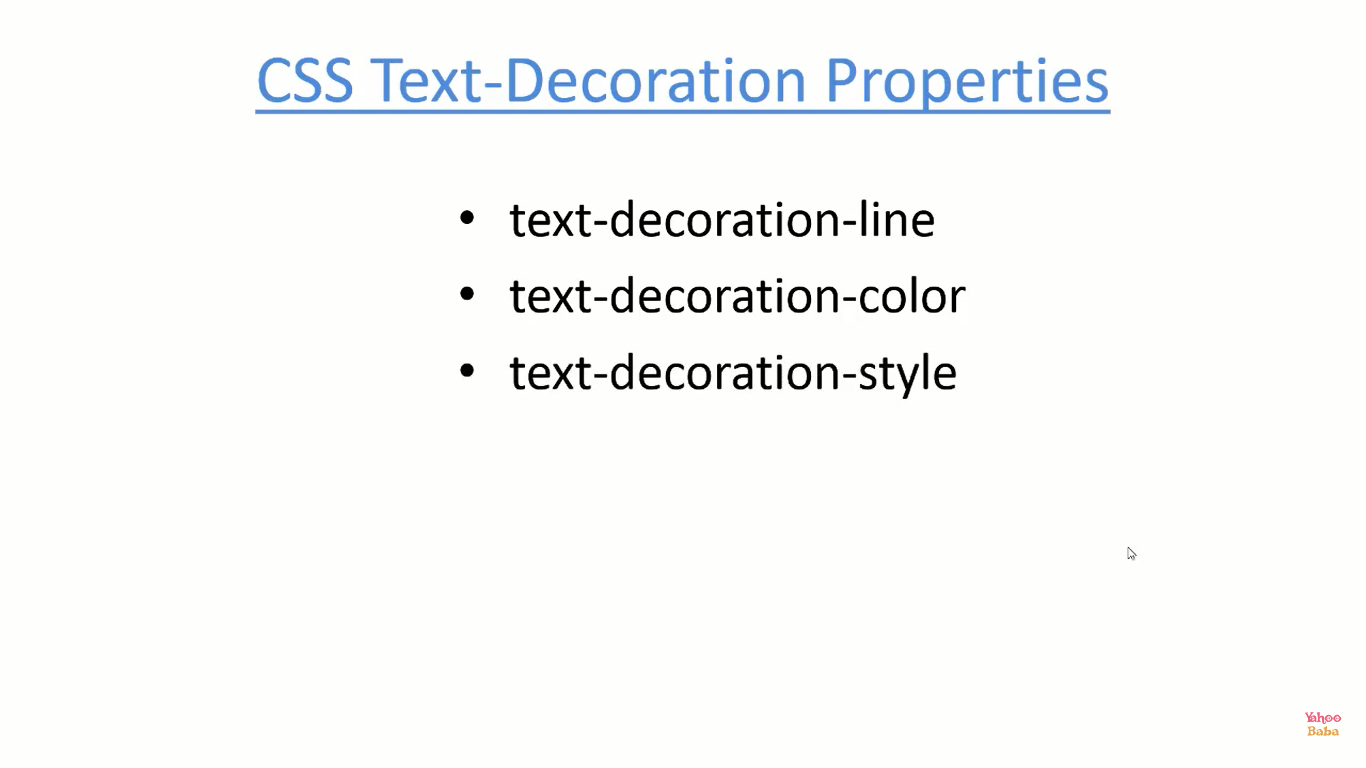 CSS Text-Decoration Properties
• text-decoration-line
• text-decoration-color
• text-decoration-style
Yahoo
Baba